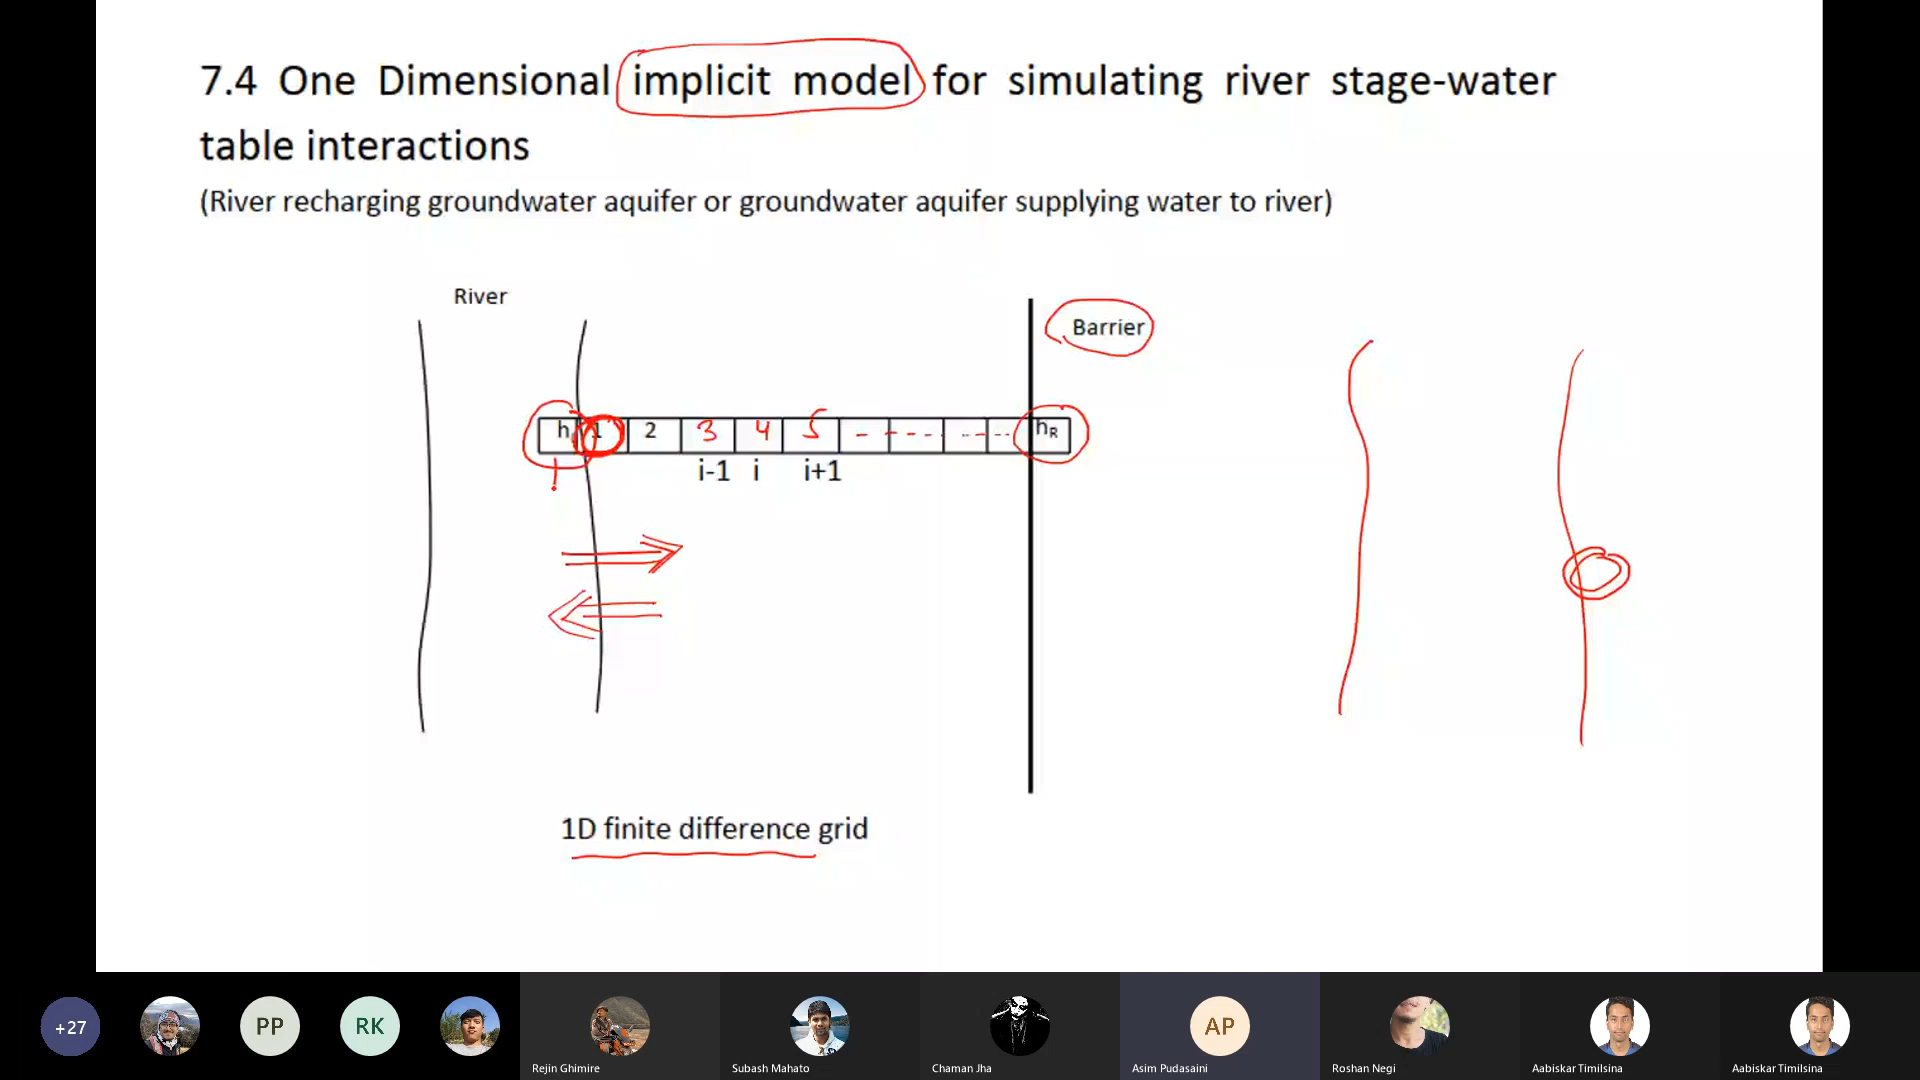 7.4 One Dimensional implicit model for simulating river stage-water
table interactions
(River recharging groundwater aquifer or groundwater aquifer supplying water to river)
River
Barrier
h 1 2 3 4 5 hR
i-1 i i+1
1D finite difference grid
+27 PP RK AP
Rejin Ghimire Subash Mahato Chaman Jha Asim Pudasaini Roshan Negi Aabiskar Timilsina Aabiskar Timilsina